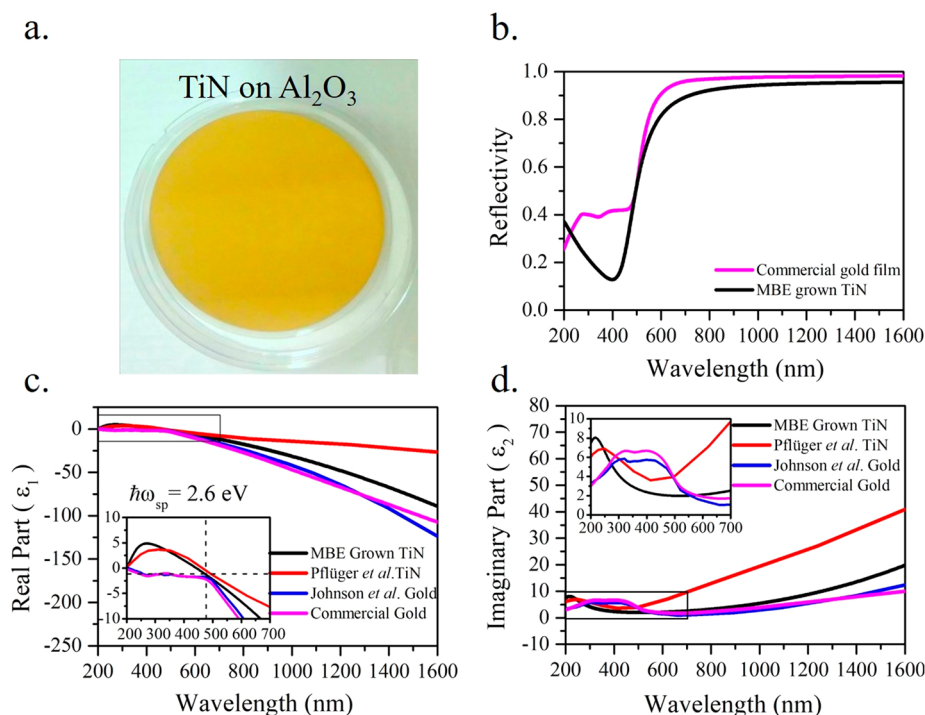 a.
TiN on Al₂O₃
b.
1.0
0.8
0.6
0.4
0.2
0.0
Reflectivity
Commercial gold film
MBE grown TiN
200 400 600 800 1000 1200 1400 1600
Wavelength (nm)
c.
0
-25
-50
-75
-100
-125
-150
-175
-200
-250
Real Part ( ε₁)
ℏω_sp = 2.6 eV
10
5
0
-5
-10
200 300 400 500 600 700
MBE Grown TiN
Pflüger et al.TiN
Johnson et al. Gold
Commercial Gold
200 400 600 800 1000 1200 1400 1600
Wavelength (nm)
d.
80
70
60
50
40
30
20
10
0
-10
Imaginary Part ( ε₂)
10
8
6
4
2
0
200 300 400 500 600 700
MBE Grown TiN
Pflüger et al. TiN
Johnson et al. Gold
Commercial Gold
200 400 600 800 1000 1200 1400 1600
Wavelength (nm)